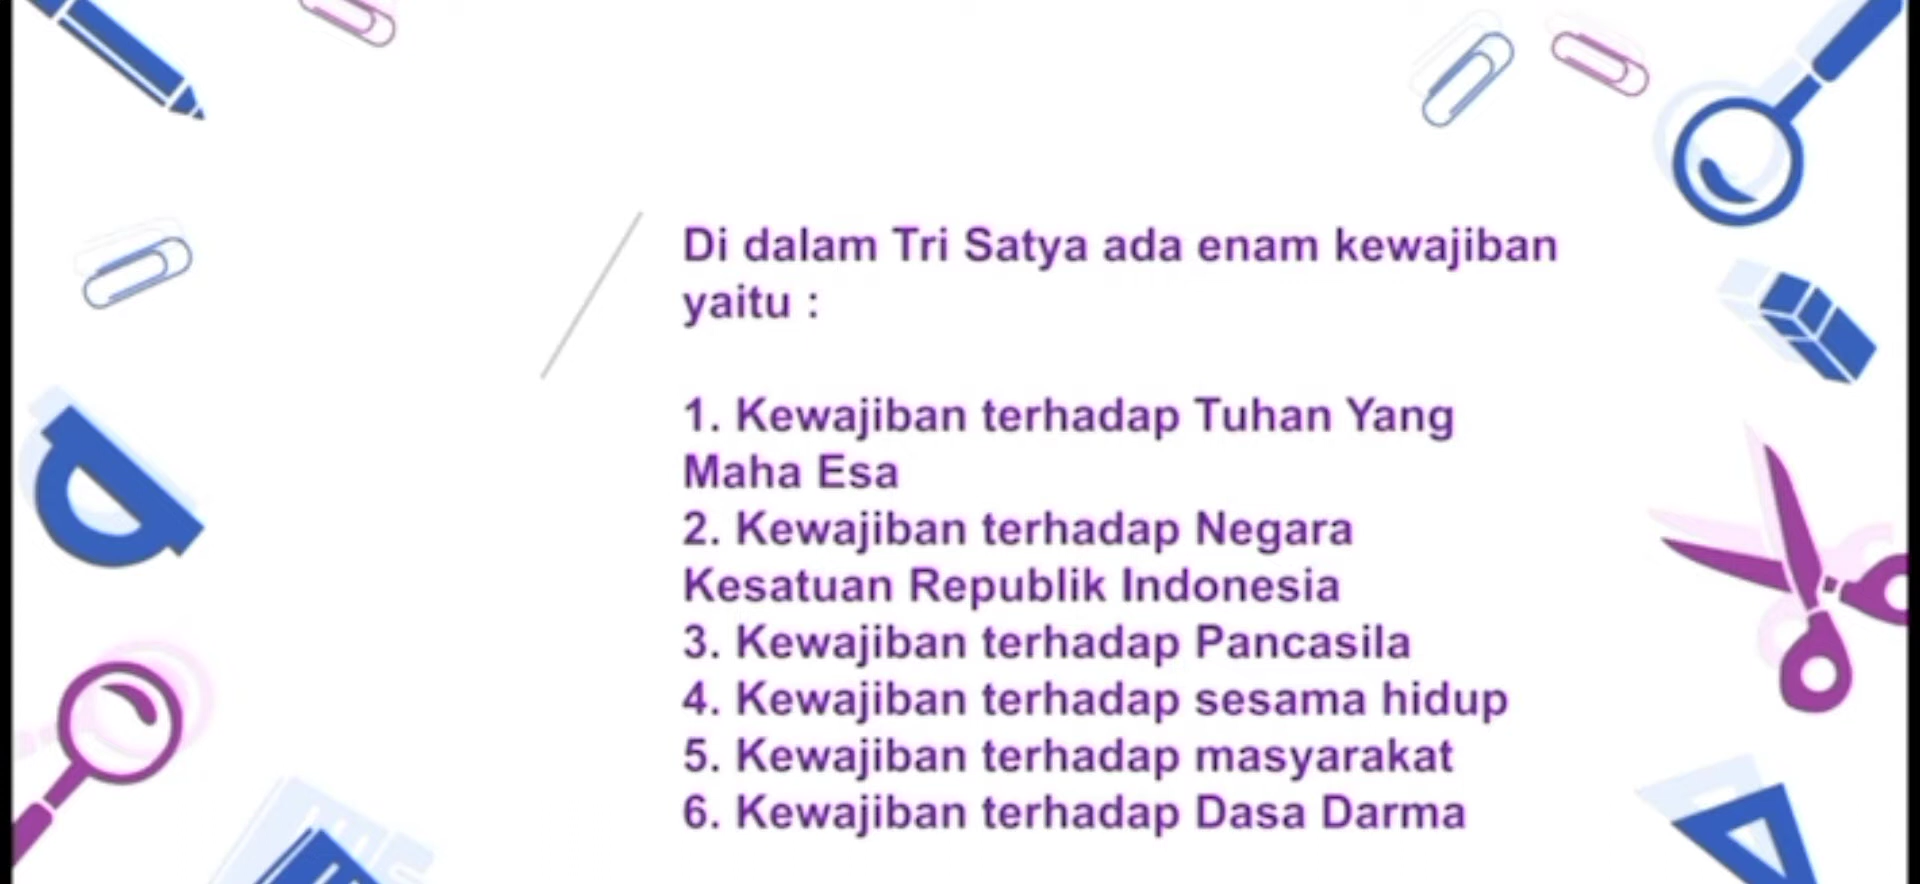 Di dalam Tri Satya ada enam kewajiban
yaitu :
1. Kewajiban terhadap Tuhan Yang
Maha Esa
2. Kewajiban terhadap Negara
Kesatuan Republik Indonesia
3. Kewajiban terhadap Pancasila
4. Kewajiban terhadap sesama hidup
5. Kewajiban terhadap masyarakat
6. Kewajiban terhadap Dasa Darma